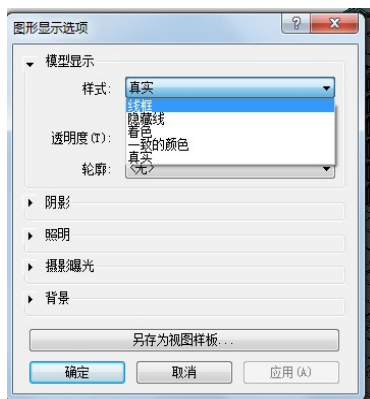 图形显示选项
模型显示
样式: 真实
线框
隐藏线
着色
一致的颜色
真实
透明度(T):
轮廓: <无>
阴影
照明
摄影曝光
背景
另存为视图样板...
确定 取消 应用(A)